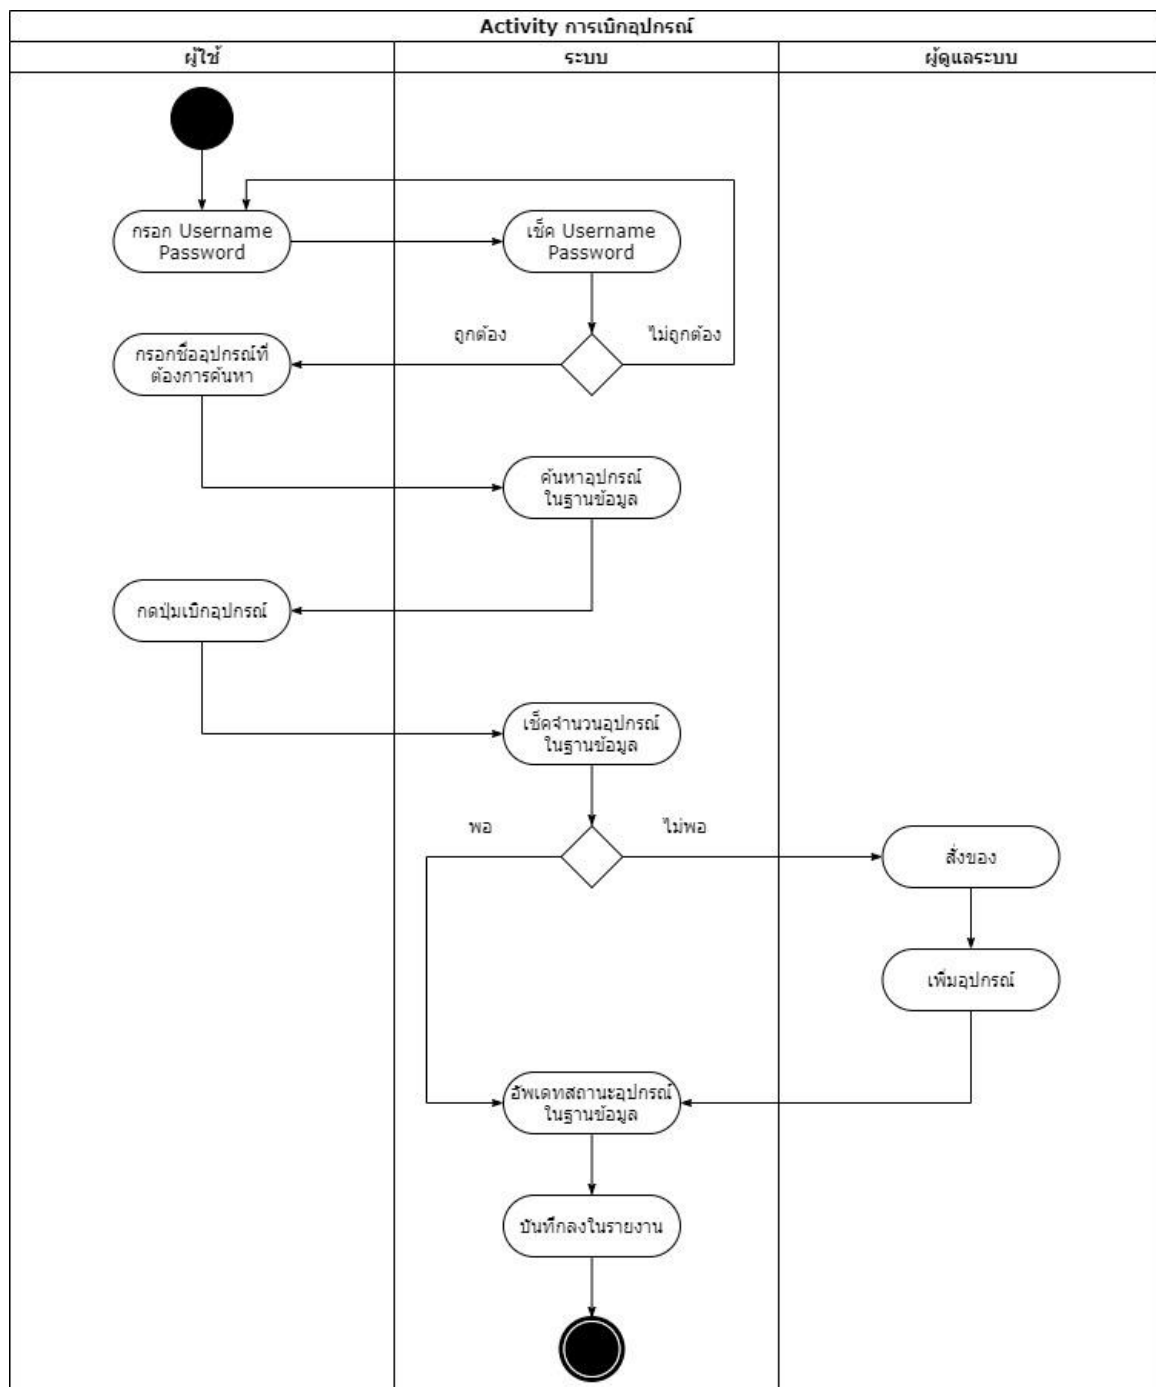 Activity การเบิกอุปกรณ์
ผู้ใช้
ระบบ
ผู้ดูแลระบบ
กรอก Username
Password
เช็ค Username
Password
ถูกต้อง
ไม่ถูกต้อง
กรอกชื่ออุปกรณ์ที่
ต้องการค้นหา
ค้นหาอุปกรณ์
ในฐานข้อมูล
กดปุ่มเบิกอุปกรณ์
เช็คจำนวนอุปกรณ์
ในฐานข้อมูล
พอ
ไม่พอ
สั่งของ
เพิ่มอุปกรณ์
อัพเดทสถานะอุปกรณ์
ในฐานข้อมูล
บันทึกลงในรายงาน